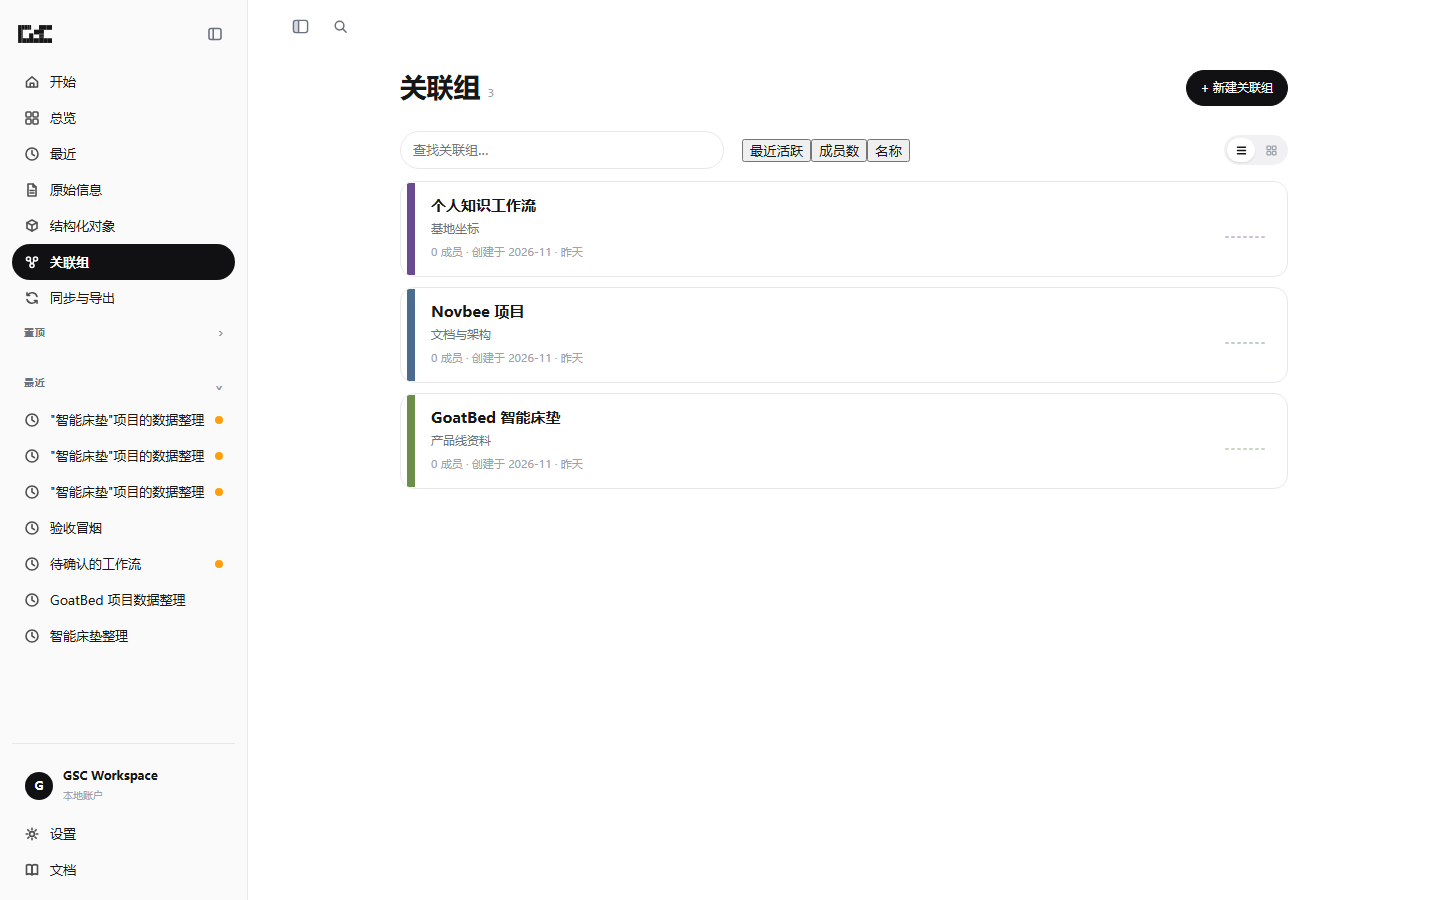 GSC
开始
总览
最近
原始信息
结构化对象
关联组
同步与导出
置顶
最近
"智能床垫"项目的数据整理
"智能床垫"项目的数据整理
"智能床垫"项目的数据整理
验收冒烟
待确认的工作流
GoatBed 项目数据整理
智能床垫整理
G
GSC Workspace
本地账户
设置
文档
关联组 3
+ 新建关联组
查找关联组...
最近活跃 成员数 名称
个人知识工作流
基地坐标
0 成员 · 创建于 2026-11 · 昨天
Novbee 项目
文档与架构
0 成员 · 创建于 2026-11 · 昨天
GoatBed 智能床垫
产品线资料
0 成员 · 创建于 2026-11 · 昨天